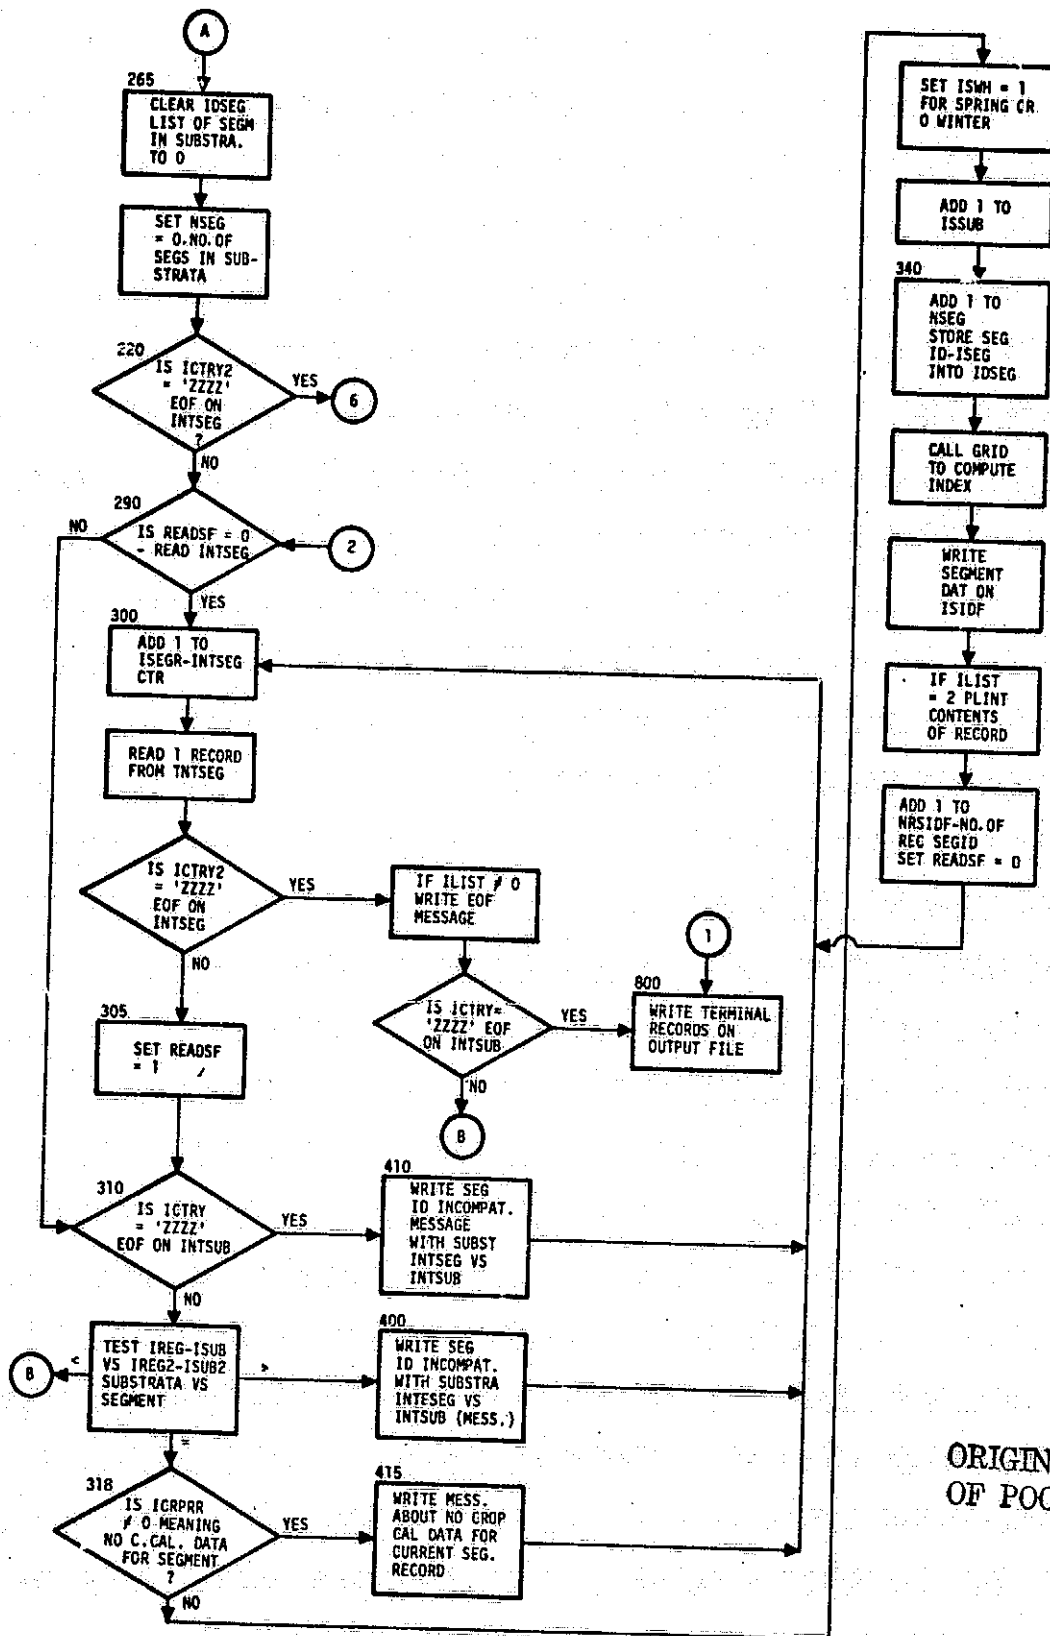 A
265
CLEAR IDSEG
LIST OF SEGM
IN SUBSTRA.
TO 0
SET NSEG
= 0.NO.OF
SEGS IN SUB-
STRATA
220
IS ICTRY2
= 'ZZZZ'
EOF ON
INTSEG
?
YES
6
NO
290
IS READSF = 0
- READ INTSEG
NO
2
YES
300
ADD 1 TO
ISEGR-INTSEG
CTR
READ 1 RECORD
FROM TNTSEG
IS ICTRY2
= 'ZZZZ'
EOF ON
INTSEG
YES
NO
IF ILIST ≠ 0
WRITE EOF
MESSAGE
IS ICTRY=
'ZZZZ' EOF
ON INTSUB
YES
NO
B
1
800
WRITE TERMINAL
RECORDS ON
OUTPUT FILE
305
SET READSF
= 1
310
IS ICTRY
= 'ZZZZ'
EOF ON INTSUB
YES
NO
410
WRITE SEG
ID INCOMPAT.
MESSAGE
WITH SUBST
INTSEG VS
INTSUB
TEST IREG-ISUB
VS IREG2-ISUB2
SUBSTRATA VS
SEGMENT
<
B
>
=
400
WRITE SEG
ID INCOMPAT.
WITH SUBSTRA
INTESEG VS
INTSUB (MESS.)
318
IS ICRPRR
≠ 0 MEANING
NO C.CAL. DATA
FOR SEGMENT
?
YES
NO
415
WRITE MESS.
ABOUT NO CROP
CAL DATA FOR
CURRENT SEG.
RECORD
SET ISWH = 1
FOR SPRING CR
0 WINTER
ADD 1 TO
ISSUB
340
ADD 1 TO
NSEG
STORE SEG
ID-ISEG
INTO IDSEG
CALL GRID
TO COMPUTE
INDEX
WRITE
SEGMENT
DAT ON
ISIDF
IF ILIST
= 2 PLINT
CONTENTS
OF RECORD
ADD 1 TO
NRSIDF-NO.OF
REC SEGID
SET READSF = 0
ORIGIN
OF POO